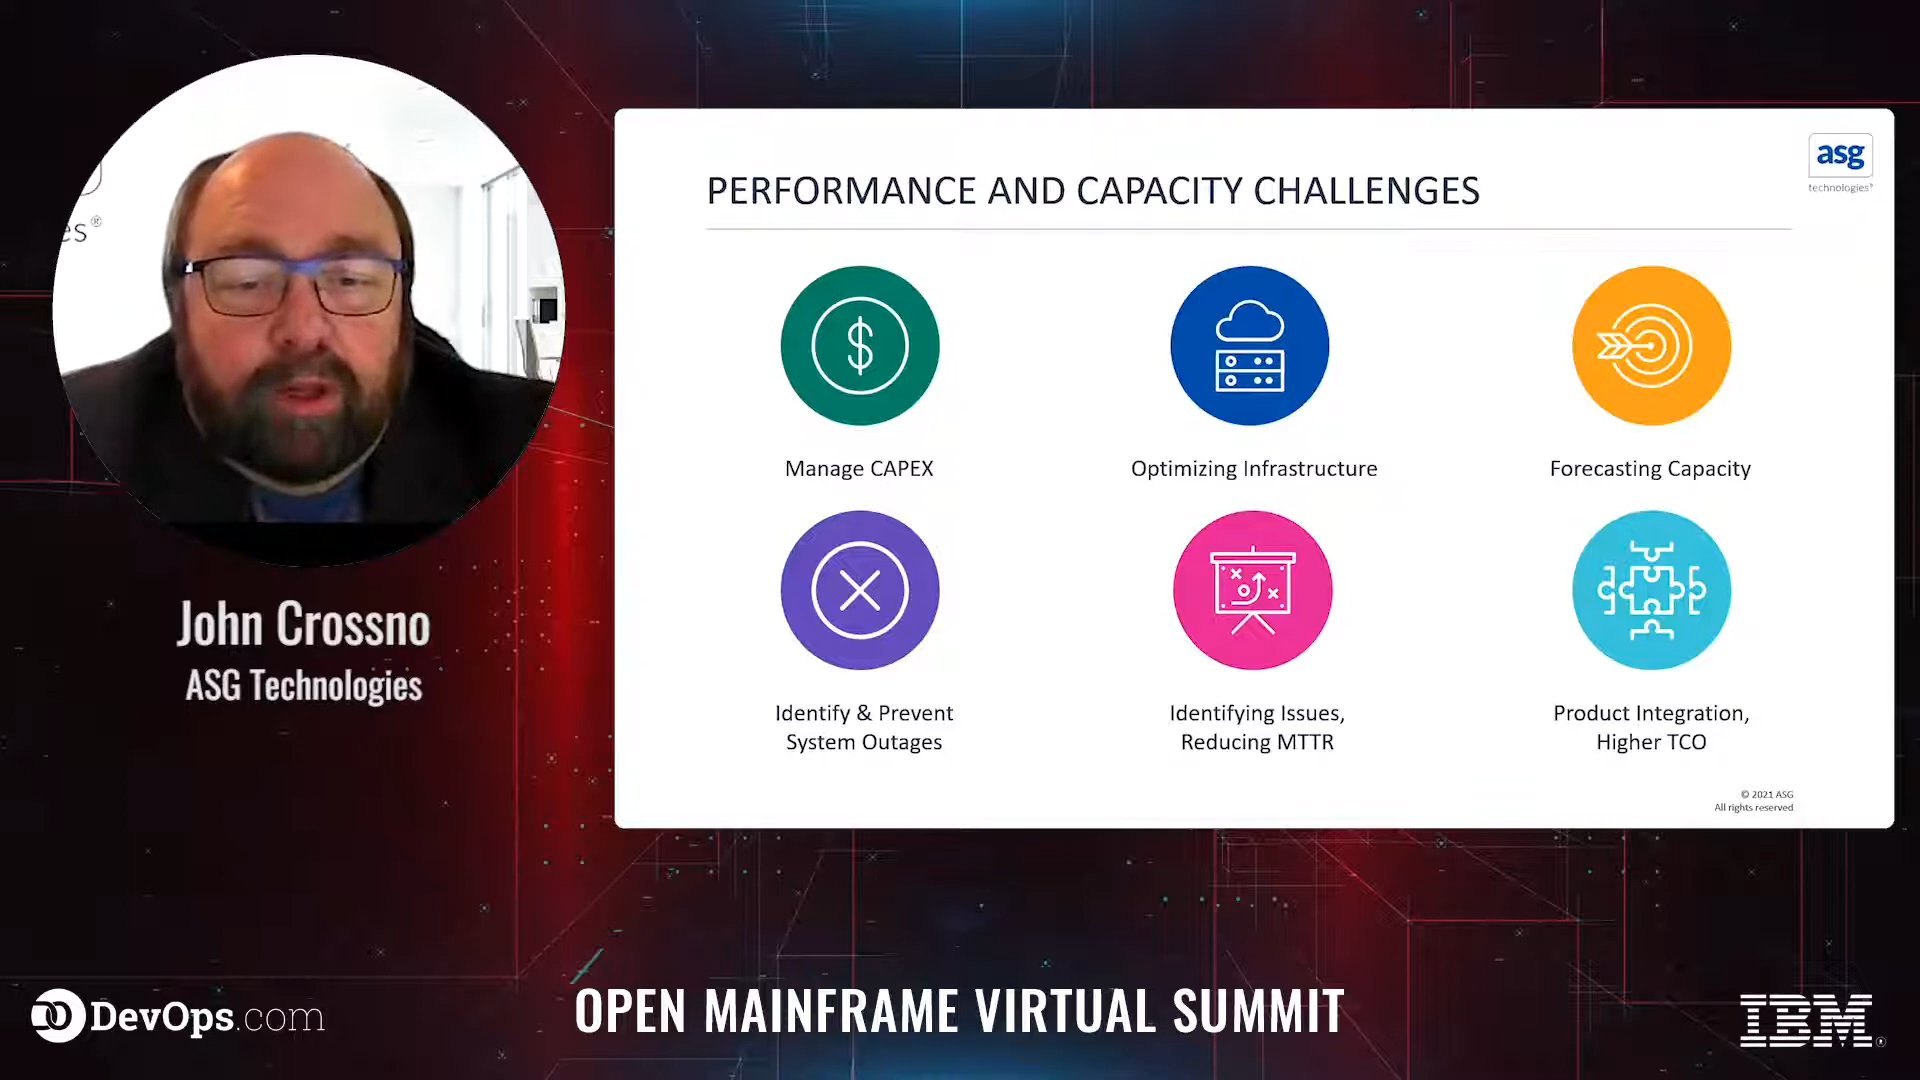 es®
John Crossno
ASG Technologies
asg
technologies®
PERFORMANCE AND CAPACITY CHALLENGES
$
Manage CAPEX
Optimizing Infrastructure
Forecasting Capacity
Identify & Prevent
System Outages
Identifying Issues,
Reducing MTTR
Product Integration,
Higher TCO
© 2021 ASG
All rights reserved
DevOps.com
OPEN MAINFRAME VIRTUAL SUMMIT
IBM®